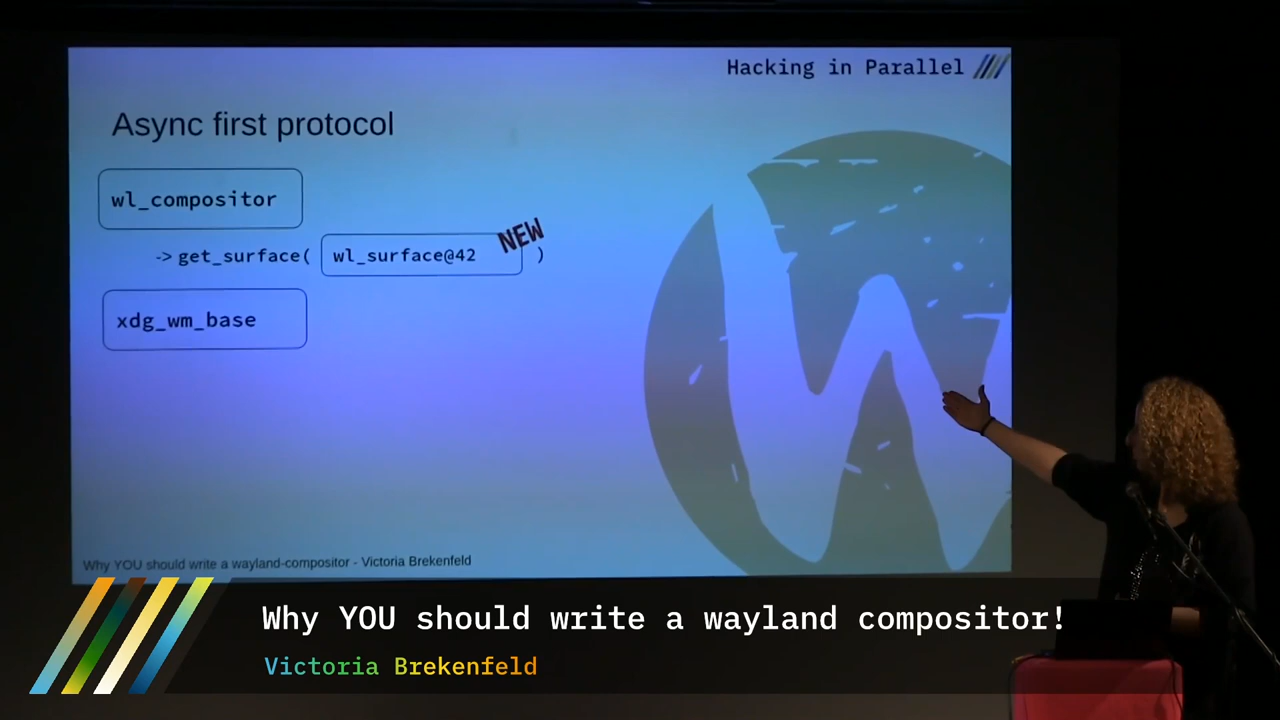 Hacking in Parallel
Async first protocol
wl_compositor
-> get_surface( wl_surface@42 )
NEW
xdg_wm_base
Why YOU should write a wayland-compositor - Victoria Brekenfeld
Why YOU should write a wayland compositor!
Victoria Brekenfeld